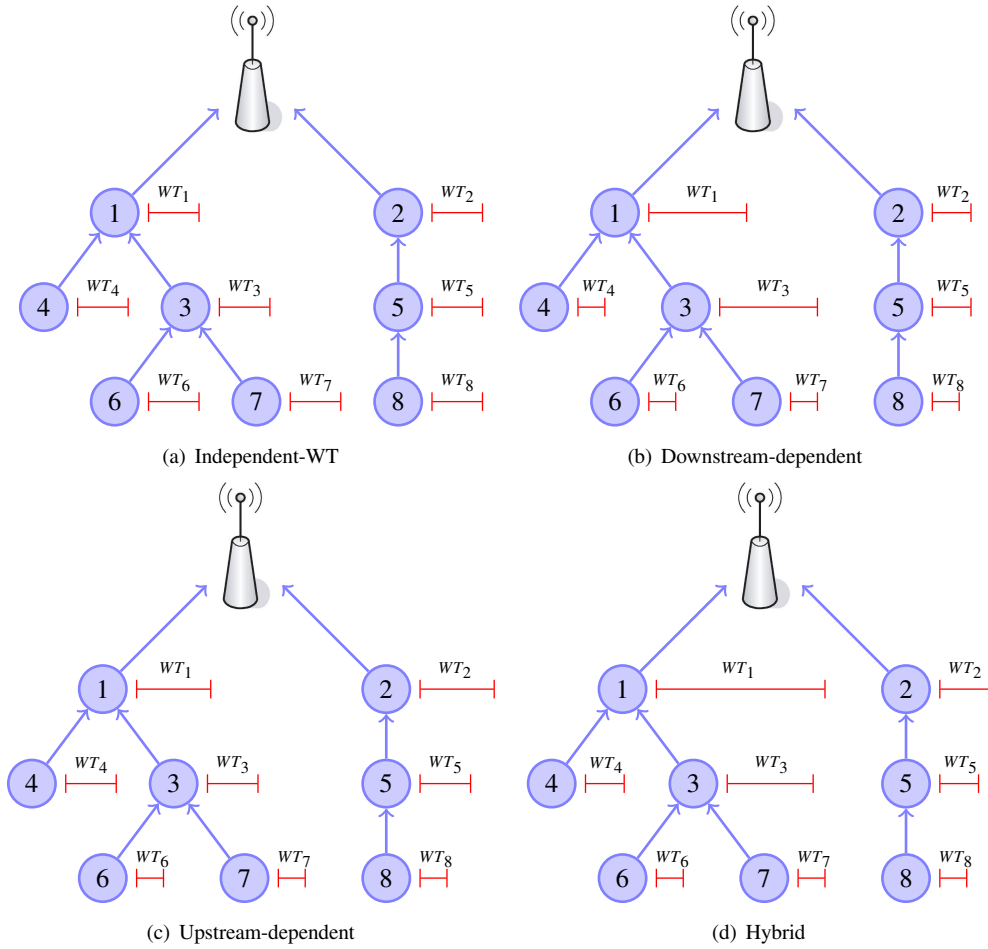 WT1 WT2
1 2
WT4 WT3 WT5
4 3 5
WT6 WT7 WT8
6 7 8
(a) Independent-WT
WT1 WT2
1 2
WT4 WT3 WT5
4 3 5
WT6 WT7 WT8
6 7 8
(b) Downstream-dependent
WT1 WT2
1 2
WT4 WT3 WT5
4 3 5
WT6 WT7 WT8
6 7 8
(c) Upstream-dependent
WT1 WT2
1 2
WT4 WT3 WT5
4 3 5
WT6 WT7 WT8
6 7 8
(d) Hybrid